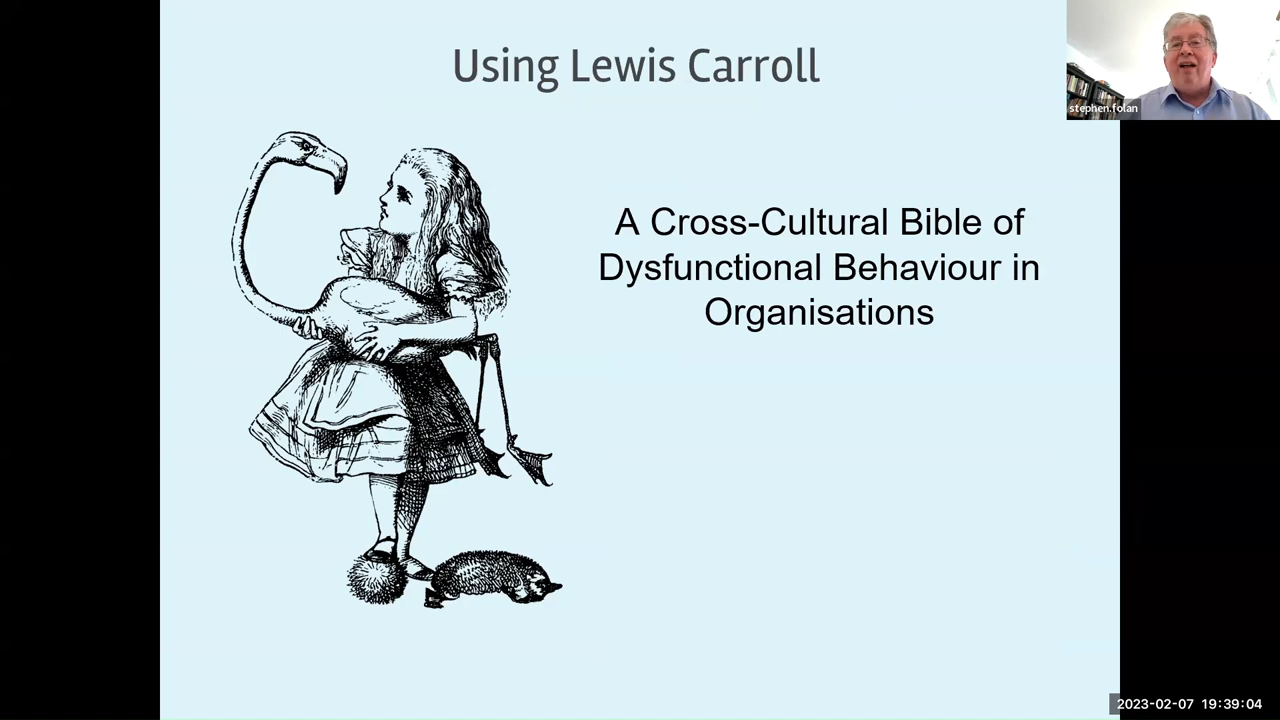 Using Lewis Carroll
stephen.folan
A Cross-Cultural Bible of
Dysfunctional Behaviour in
Organisations
2023-02-07 19:39:04